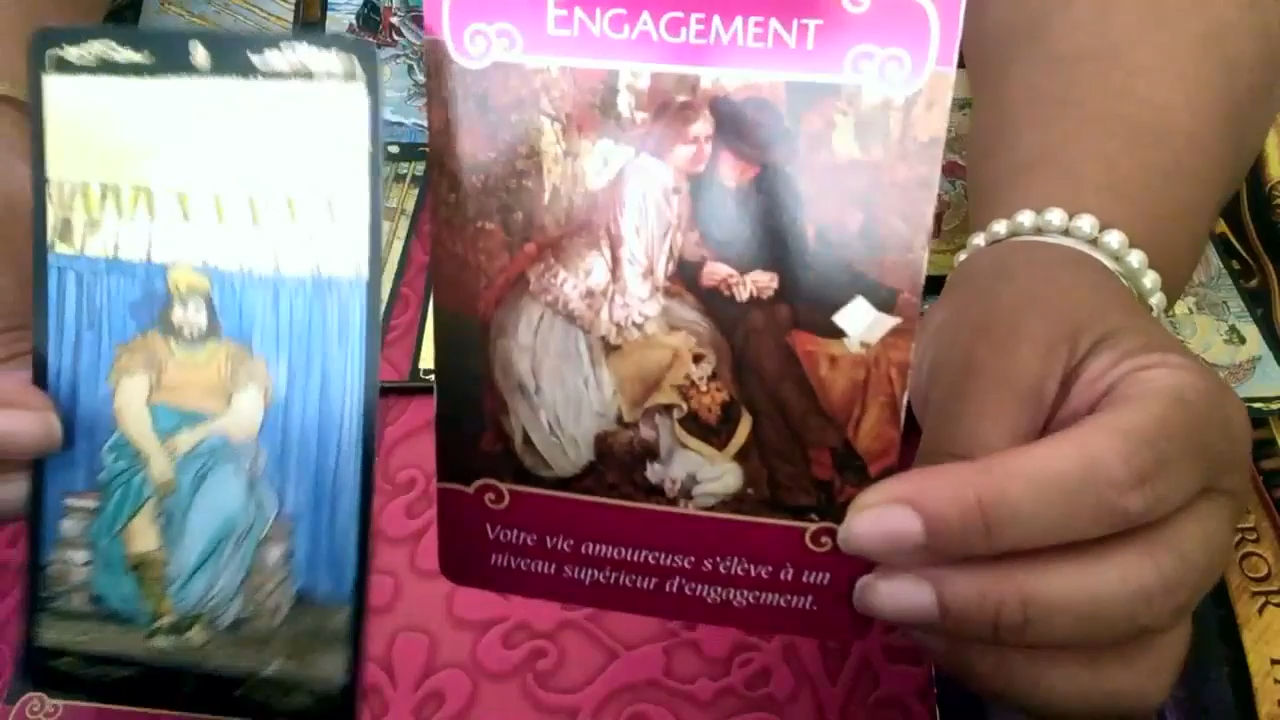 ENGAGEMENT
Votre vie amoureuse s'élève à un
niveau supérieur d'engagement.